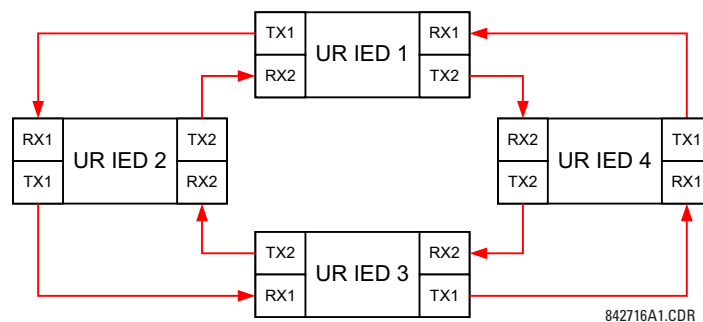 TX1 UR IED 1 RX1
RX2 TX2
RX1 UR IED 2 TX2
TX1 RX2
RX2 UR IED 4 TX1
TX2 RX1
TX2 UR IED 3 RX2
RX1 TX1
842716A1.CDR